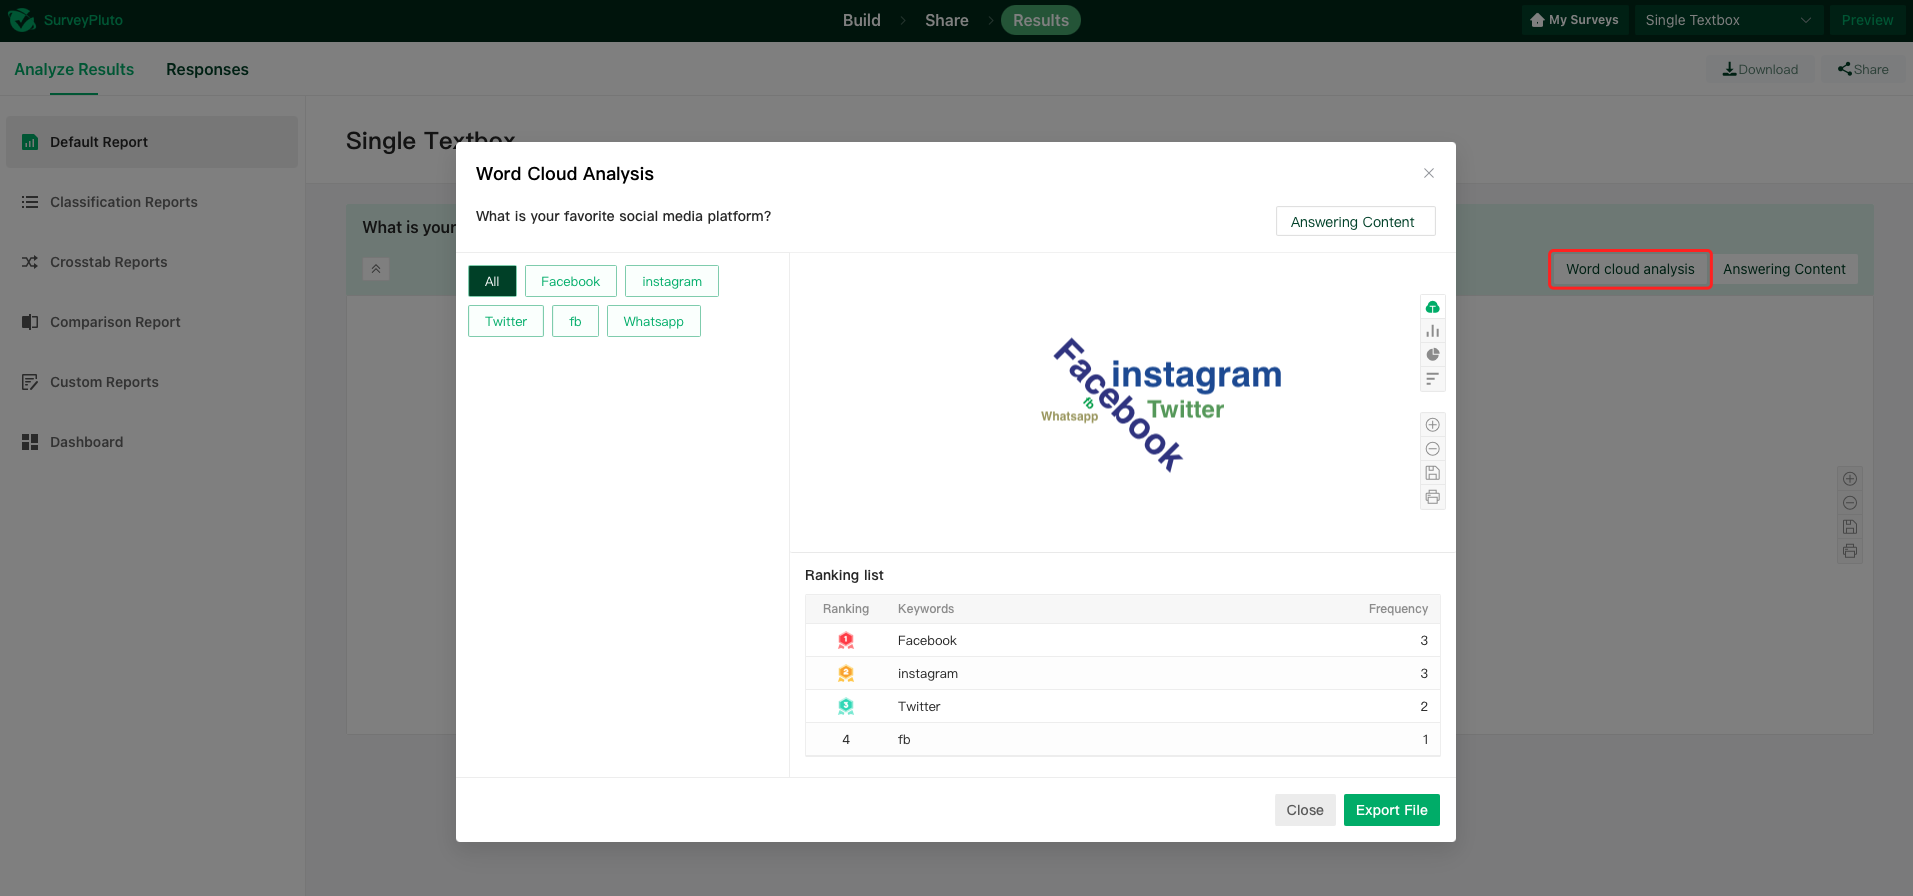 SurveyPluto
Build
Share
Results
My Surveys
Single Textbox
Preview
Analyze Results
Responses
Download
Share
Default Report
Classification Reports
Crosstab Reports
Comparison Report
Custom Reports
Dashboard
Single Textbox
What is your
Word cloud analysis
Answering Content
Word Cloud Analysis
What is your favorite social media platform?
Answering Content
All
Facebook
instagram
Twitter
fb
Whatsapp
Facebook
instagram
fb
Whatsapp
Twitter
Ranking list
Ranking Keywords Frequency
1 Facebook 3
2 instagram 3
3 Twitter 2
4 fb 1
Close
Export File